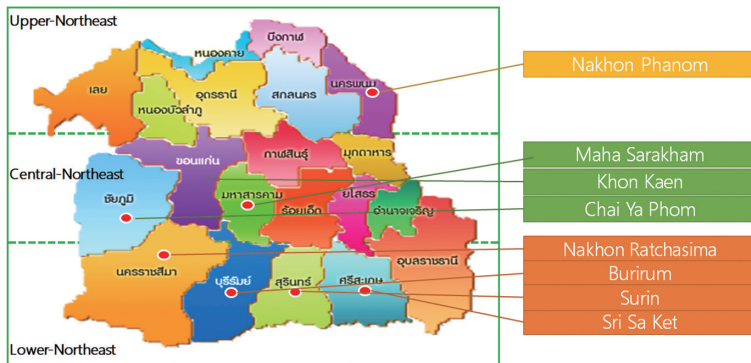 Upper-Northeast
บึงกาฬ
หนองคาย
นครพนม
เลย
อุดรธานี
สกลนคร
หนองบัวลำภู
Nakhon Phanom
กาฬสินธุ์
มุกดาหาร
ขอนแก่น
Central-Northeast
มหาสารคาม
ยโสธร
ชัยภูมิ
ร้อยเอ็ด
อำนาจเจริญ
Maha Sarakham
Khon Kaen
Chai Ya Phom
อุบลราชธานี
นครราชสีมา
บุรีรัมย์
สุรินทร์
ศรีสะเกษ
Nakhon Ratchasima
Burirum
Surin
Sri Sa Ket
Lower-Northeast